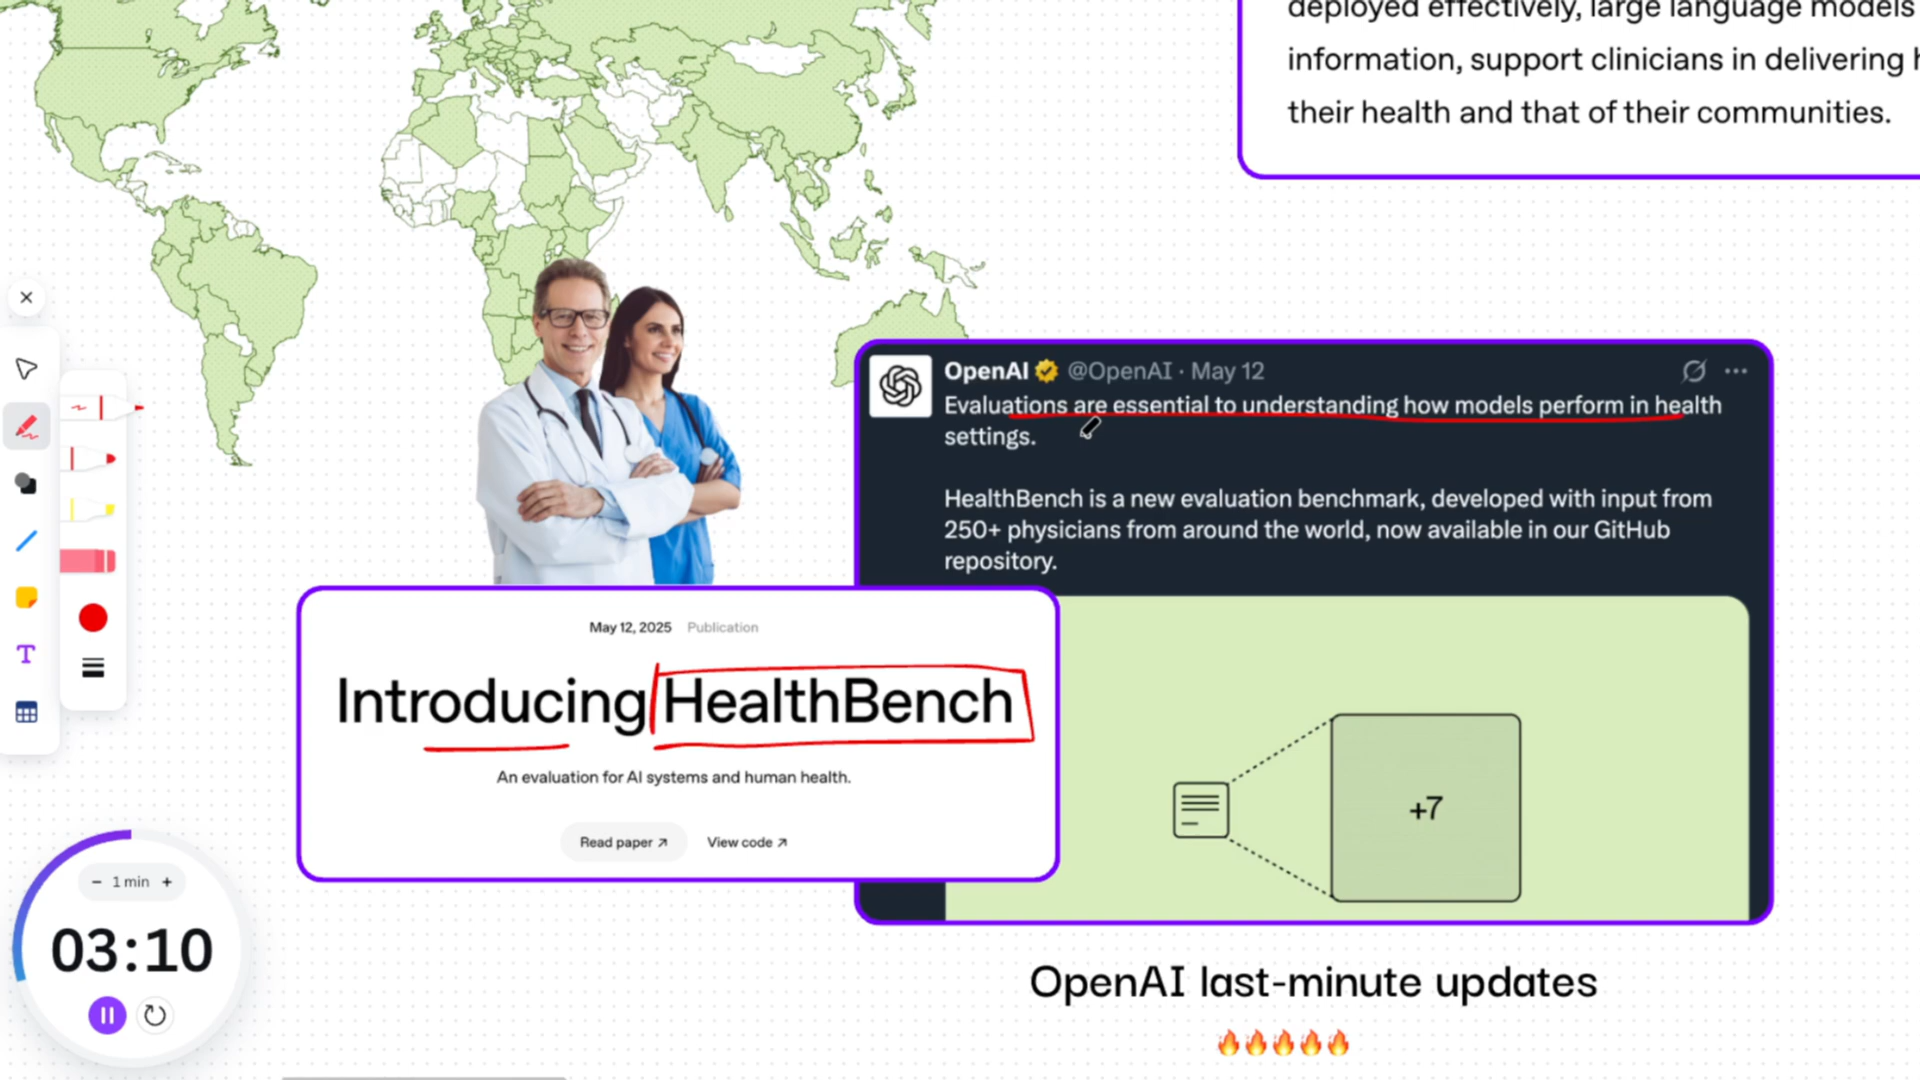 deployed effectively, large language models
information, support clinicians in delivering
their health and that of their communities.
OpenAI @OpenAI · May 12
Evaluations are essential to understanding how models perform in health
settings.
HealthBench is a new evaluation benchmark, developed with input from
250+ physicians from around the world, now available in our GitHub
repository.
May 12, 2025 Publication
Introducing HealthBench
An evaluation for AI systems and human health.
Read paper ↗ View code ↗
+7
T
− 1 min +
03:10
OpenAI last-minute updates
🔥🔥🔥🔥🔥